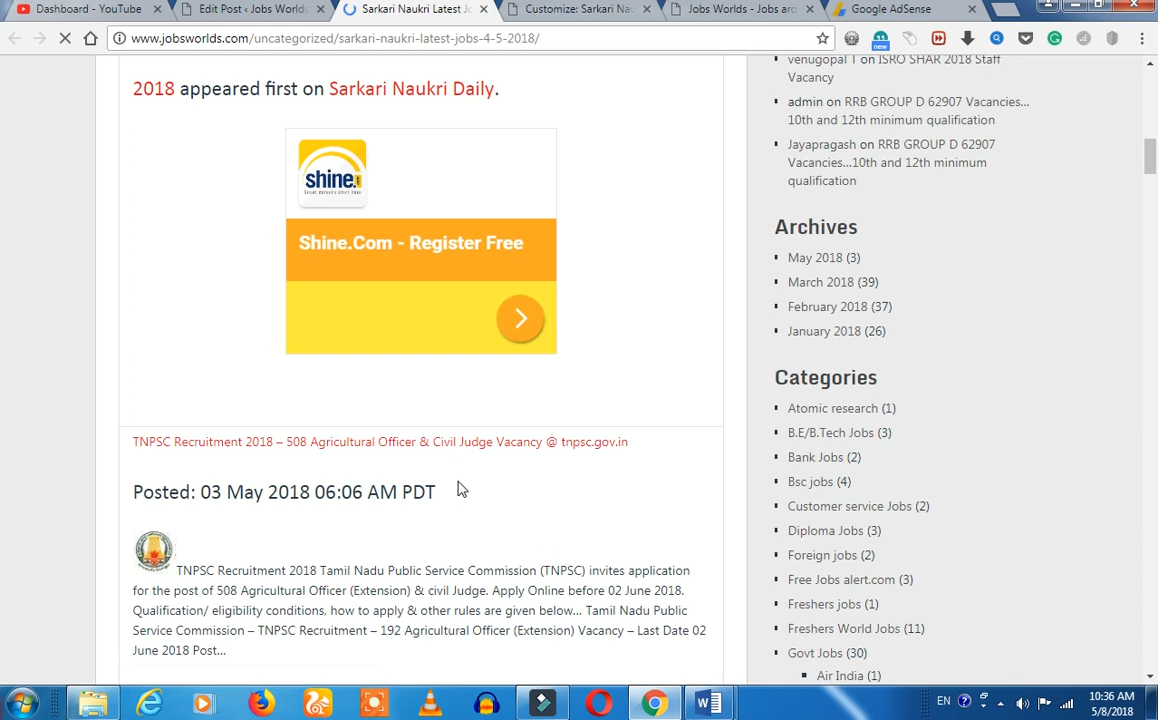 Dashboard - YouTube
Edit Post ‹ Jobs Worlds
Sarkari Naukri Latest J
Customize: Sarkari Nau
Jobs Worlds - Jobs aro
Google AdSense
www.jobsworlds.com/uncategorized/sarkari-naukri-latest-jobs-4-5-2018/
new
2018 appeared first on Sarkari Naukri Daily.
shine.
Shine.Com - Register Free
TNPSC Recruitment 2018 – 508 Agricultural Officer & Civil Judge Vacancy @ tnpsc.gov.in
Posted: 03 May 2018 06:06 AM PDT
TNPSC Recruitment 2018 Tamil Nadu Public Service Commission (TNPSC) invites application
for the post of 508 Agricultural Officer (Extension) & civil Judge. Apply Online before 02 June 2018.
Qualification/ eligibility conditions, how to apply & other rules are given below... Tamil Nadu Public
Service Commission – TNPSC Recruitment – 192 Agricultural Officer (Extension) Vacancy – Last Date 02
June 2018 Post...
venugopal T on ISRO SHAR 2018 Staff
Vacancy
admin on RRB GROUP D 62907 Vacancies...
10th and 12th minimum qualification
Jayapragash on RRB GROUP D 62907
Vacancies...10th and 12th minimum
qualification
Archives
May 2018 (3)
March 2018 (39)
February 2018 (37)
January 2018 (26)
Categories
Atomic research (1)
B.E/B.Tech Jobs (3)
Bank Jobs (2)
Bsc jobs (4)
Customer service Jobs (2)
Diploma Jobs (3)
Foreign jobs (2)
Free Jobs alert.com (3)
Freshers jobs (1)
Freshers World Jobs (11)
Govt Jobs (30)
Air India (1)
EN
10:36 AM
5/8/2018